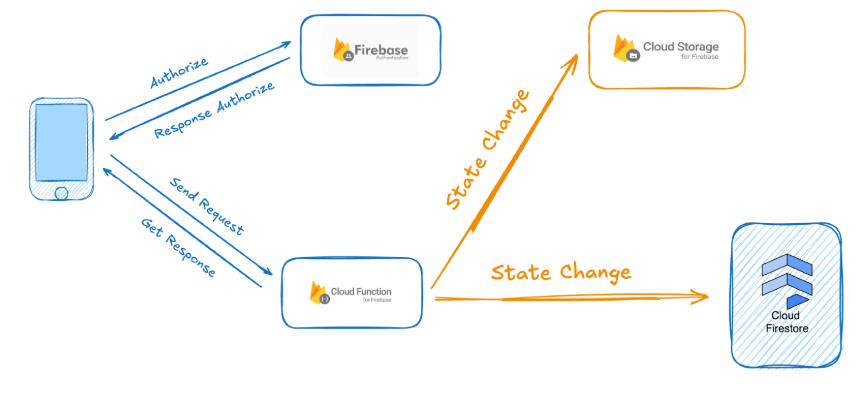 Authorize
Response Authorize
Firebase
Authentication
Cloud Storage
for Firebase
State Change
Send Request
Get Response
Cloud Function
for Firebase
State Change
Cloud
Firestore